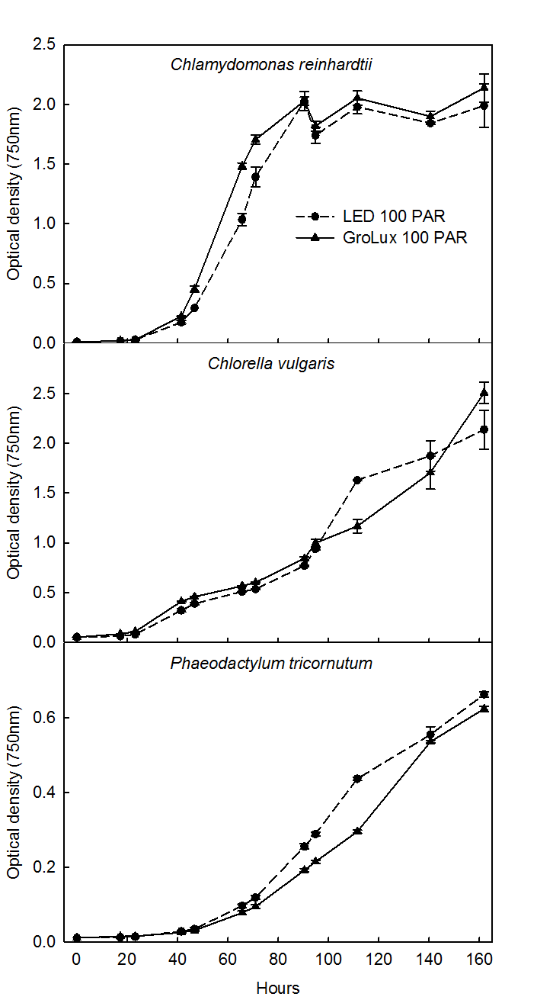 2.5
Chlamydomonas reinhardtii
2.0
1.5
1.0
0.5
0.0
Optical density (750nm)
LED 100 PAR
GroLux 100 PAR
Chlorella vulgaris
2.5
2.0
1.5
1.0
0.5
0.0
Optical density (750nm)
Phaeodactylum tricornutum
0.6
0.4
0.2
0.0
Optical density (750nm)
0 20 40 60 80 100 120 140 160
Hours